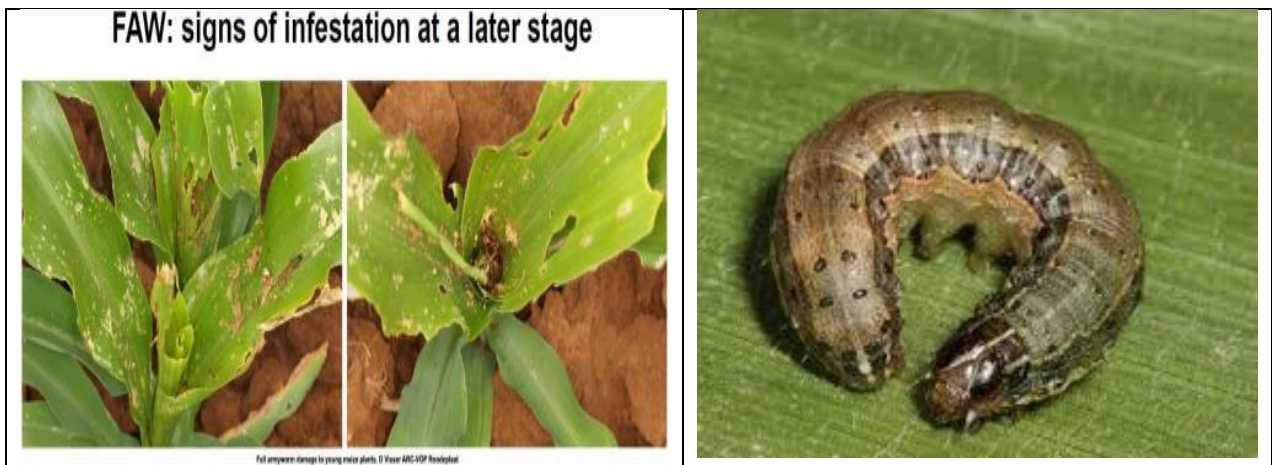 FAW: signs of infestation at a later stage
Fall armyworm damage to young maize plants. D Visser ARC-VOP Roodeplaat